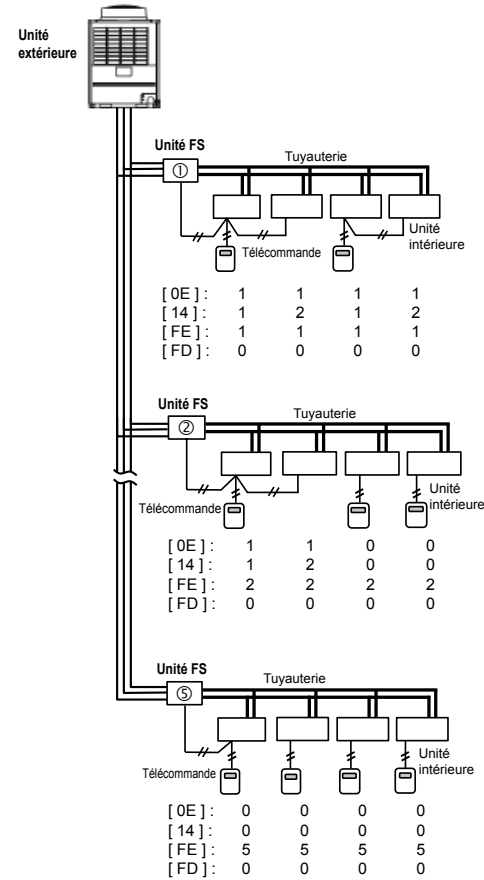 Unité
extérieure
Unité FS
①
Tuyauterie
Unité
intérieure
Télécommande
[ 0E ] : 1 1 1 1
[ 14 ] : 1 2 1 2
[ FE ] : 1 1 1 1
[ FD ] : 0 0 0 0
Unité FS
②
Tuyauterie
Unité
intérieure
Télécommande
[ 0E ] : 1 1 0 0
[ 14 ] : 1 2 0 0
[ FE ] : 2 2 2 2
[ FD ] : 0 0 0 0
Unité FS
⑤
Tuyauterie
Unité
intérieure
Télécommande
[ 0E ] : 0 0 0 0
[ 14 ] : 0 0 0 0
[ FE ] : 5 5 5 5
[ FD ] : 0 0 0 0